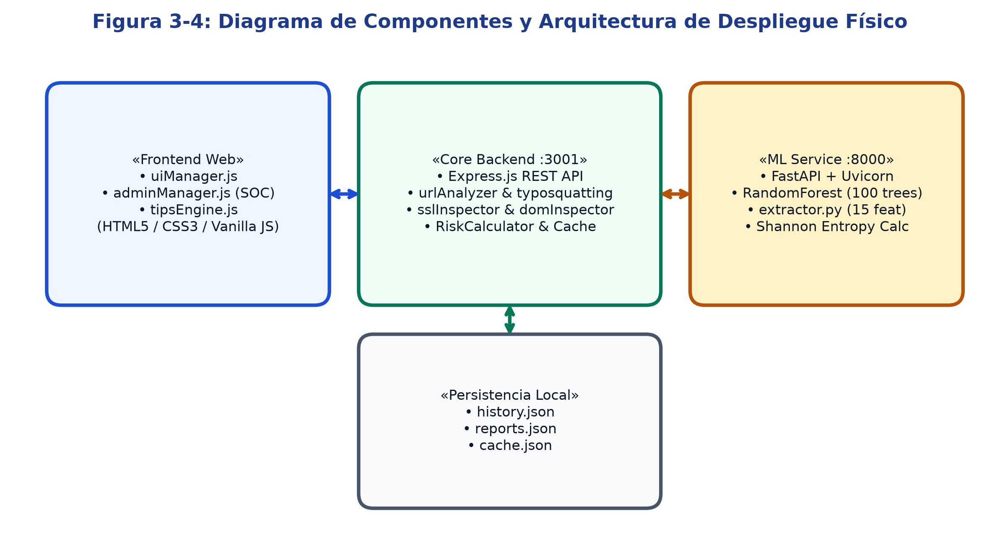 Figura 3-4: Diagrama de Componentes y Arquitectura de Despliegue Físico
«Frontend Web»
• uiManager.js
• adminManager.js (SOC)
• tipsEngine.js
(HTML5 / CSS3 / Vanilla JS)
«Core Backend :3001»
• Express.js REST API
• urlAnalyzer & typosquatting
• sslInspector & domInspector
• RiskCalculator & Cache
«ML Service :8000»
• FastAPI + Uvicorn
• RandomForest (100 trees)
• extractor.py (15 feat)
• Shannon Entropy Calc
«Persistencia Local»
• history.json
• reports.json
• cache.json